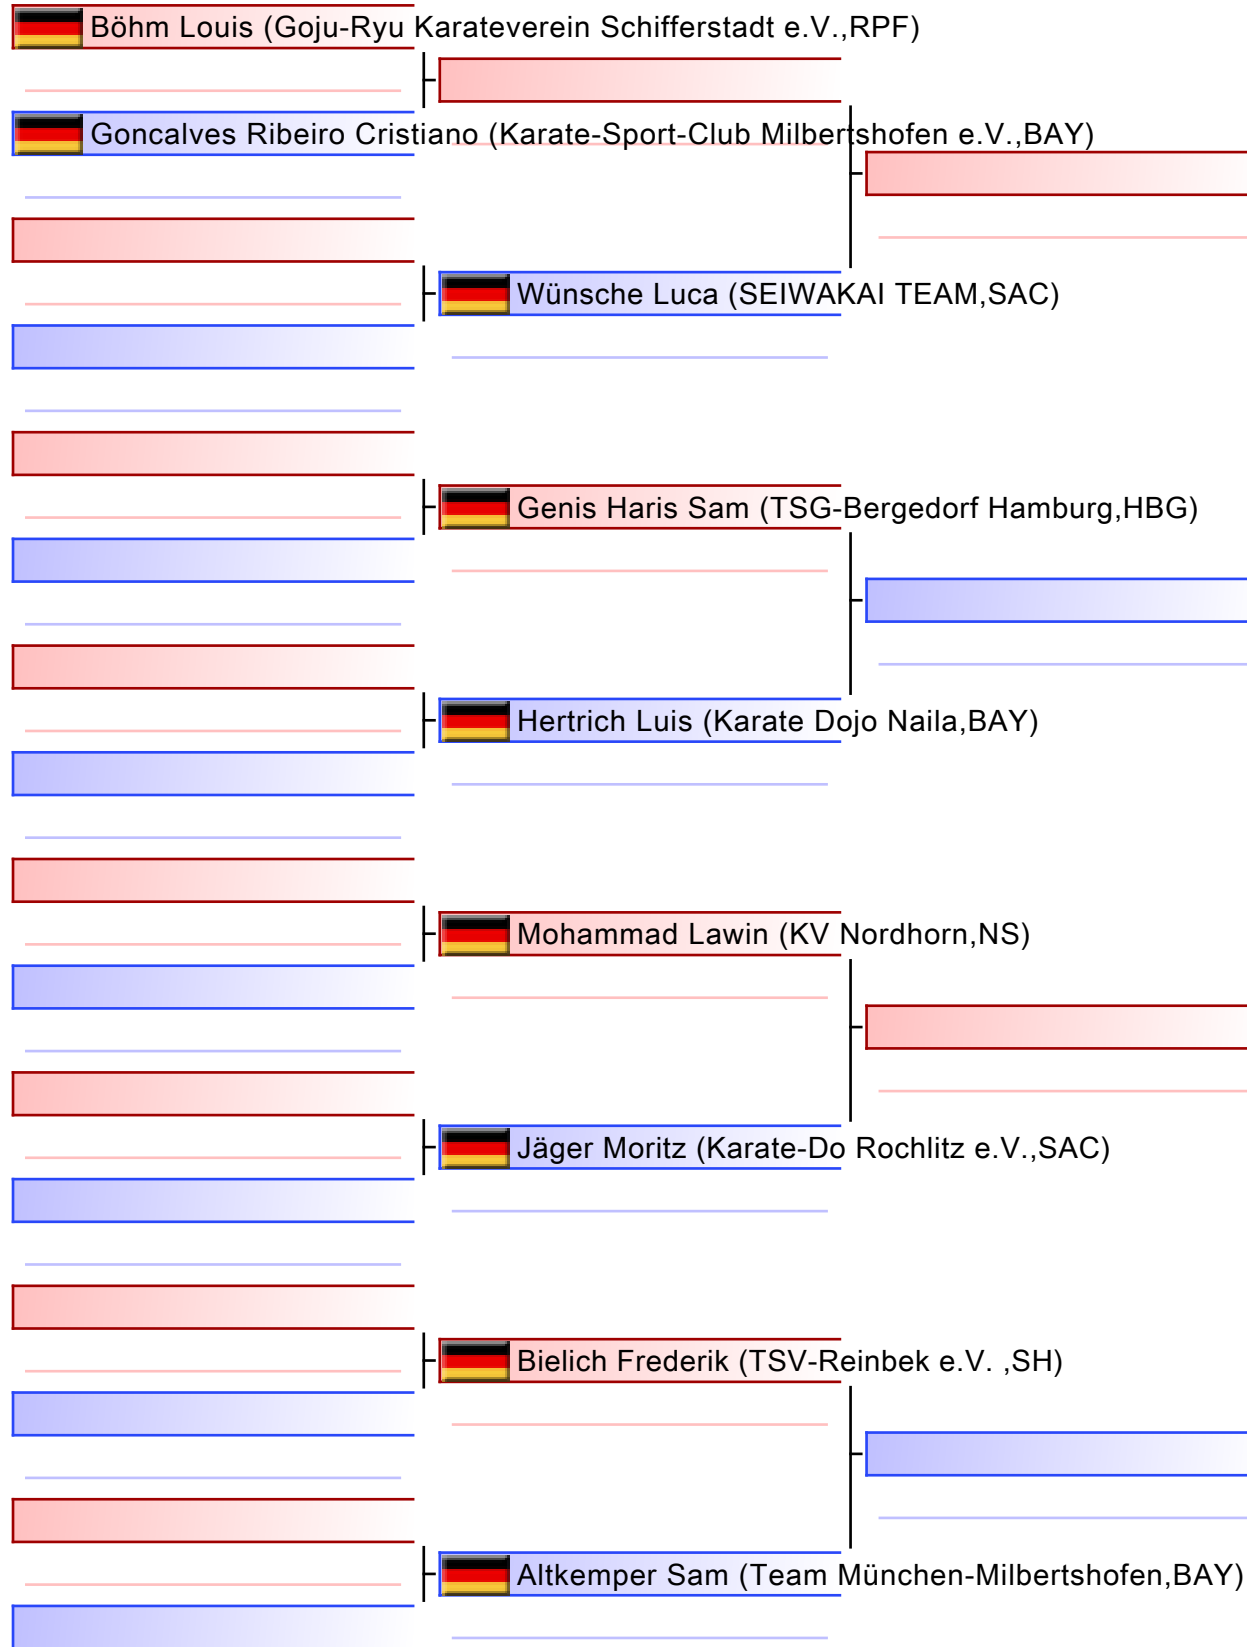 Böhm Louis (Goju-Ryu Karateverein Schifferstadt e.V.,RPF)
Goncalves Ribeiro Cristiano (Karate-Sport-Club Milbertshofen e.V.,BAY)
Wünsche Luca (SEIWAKAI TEAM,SAC)
Genis Haris Sam (TSG-Bergedorf Hamburg,HBG)
Hertrich Luis (Karate Dojo Naila,BAY)
Mohammad Lawin (KV Nordhorn,NS)
Jäger Moritz (Karate-Do Rochlitz e.V.,SAC)
Bielich Frederik (TSV-Reinbek e.V. ,SH)
Altkemper Sam (Team München-Milbertshofen,BAY)